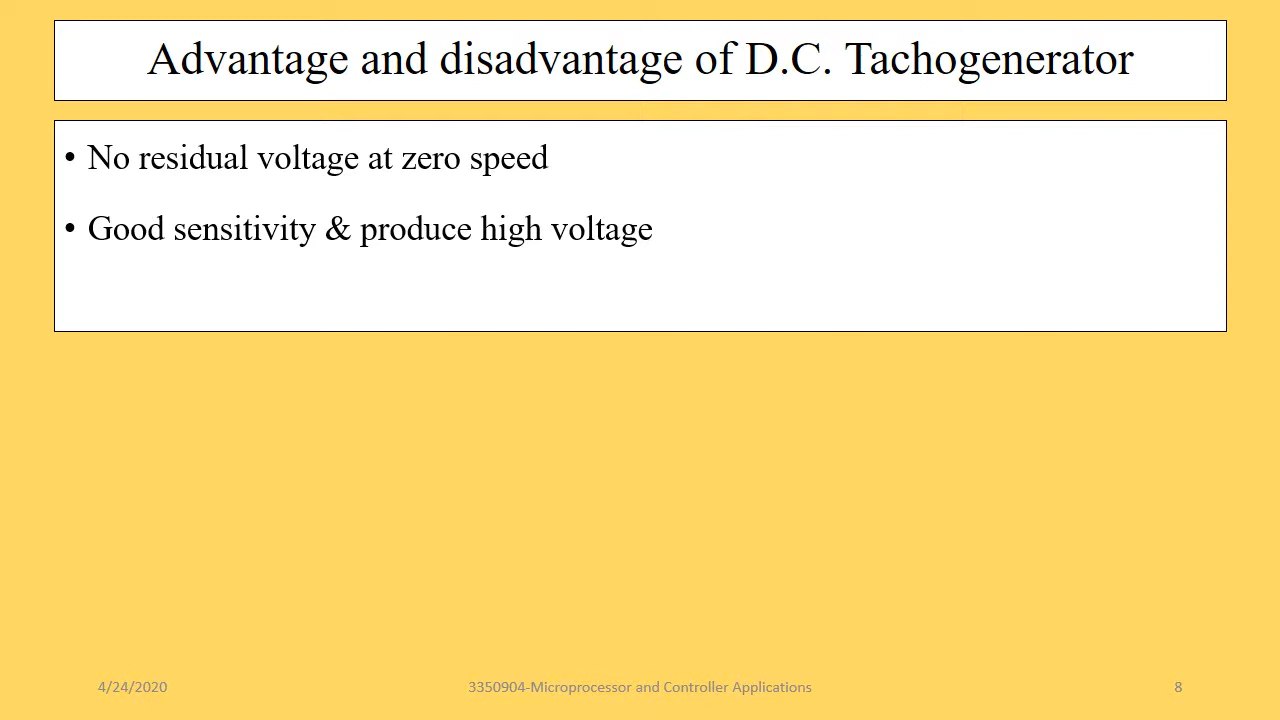 Advantage and disadvantage of D.C. Tachogenerator
• No residual voltage at zero speed
• Good sensitivity & produce high voltage
4/24/2020
3350904-Microprocessor and Controller Applications
8